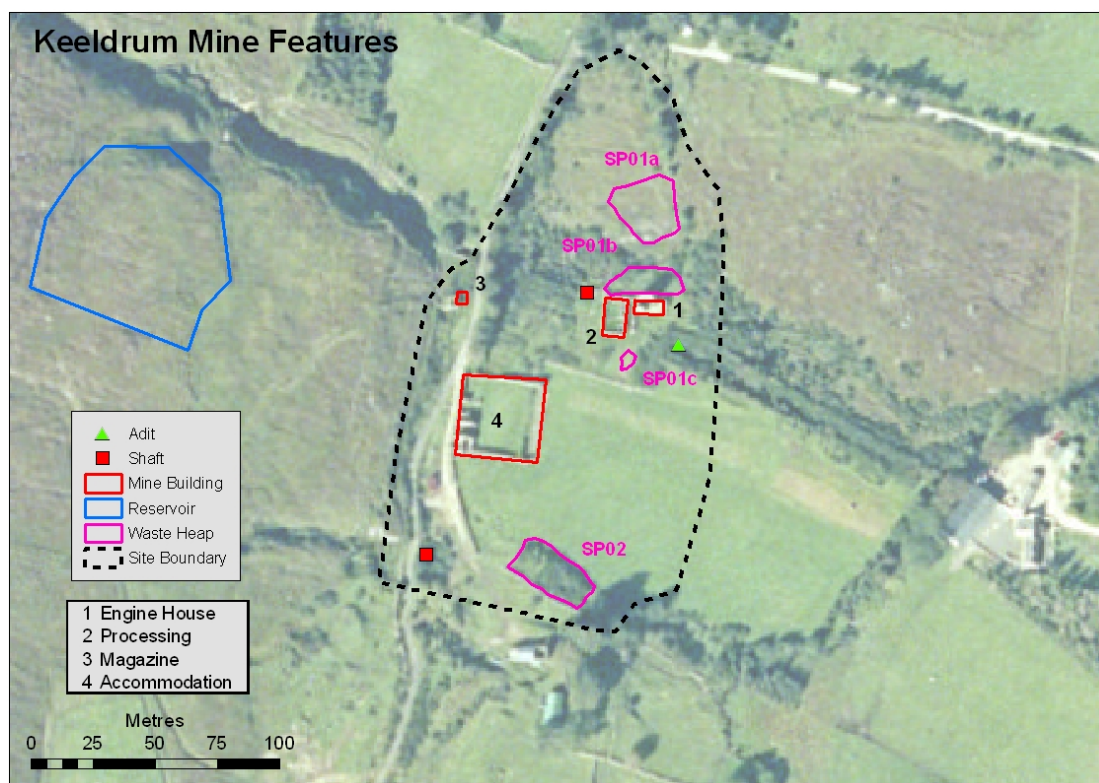 Keeldrum Mine Features
SP01a
SP01b
3
1
2
SP01c
4
SP02
Adit
Shaft
Mine Building
Reservoir
Waste Heap
Site Boundary
1 Engine House
2 Processing
3 Magazine
4 Accommodation
Metres
0 25 50 75 100